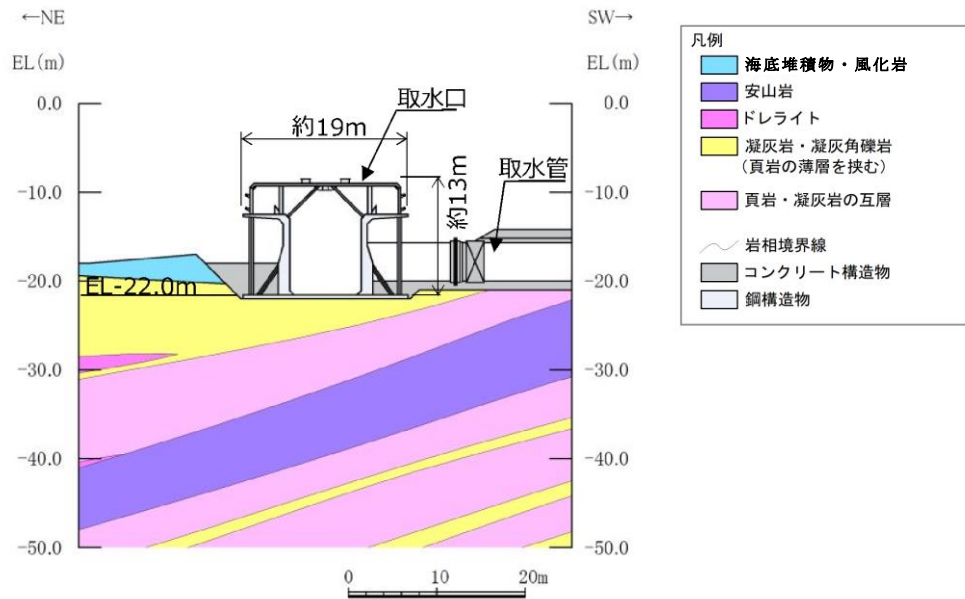 ←NE
SW→
EL(m)
EL(m)
凡例
海底堆積物・風化岩
安山岩
ドレライト
凝灰岩・凝灰角礫岩
(頁岩の薄層を挟む)
頁岩・凝灰岩の互層
岩相境界線
コンクリート構造物
鋼構造物
0.0
0.0
取水口
約19m
-10.0
-10.0
約13m
取水管
-20.0
-20.0
EL-22.0m
-30.0
-30.0
-40.0
-40.0
-50.0
-50.0
0 10 20m